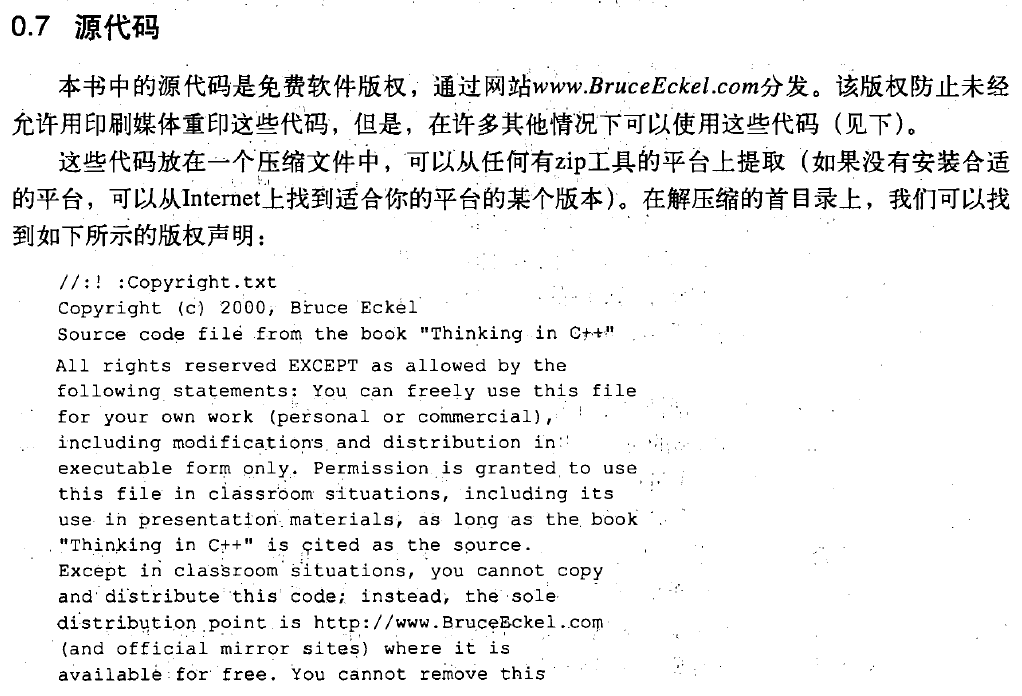 0.7 源代码
本书中的源代码是免费软件版权，通过网站www.BruceEckel.com分发。该版权防止未经
允许用印刷媒体重印这些代码，但是，在许多其他情况下可以使用这些代码（见下）。
这些代码放在一个压缩文件中，可以从任何有zip工具的平台上提取（如果没有安装合适
的平台，可以从Internet上找到适合你的平台的某个版本）。在解压缩的首目录上，我们可以找
到如下所示的版权声明：
//:! :Copyright.txt
Copyright (c) 2000, Bruce Eckel
Source code file from the book "Thinking in C++"
All rights reserved EXCEPT as allowed by the
following statements: You can freely use this file
for your own work (personal or commercial),
including modifications and distribution in
executable form only. Permission is granted to use
this file in classroom situations, including its
use in presentation materials, as long as the book
"Thinking in C++" is cited as the source.
Except in classroom situations, you cannot copy
and distribute this code; instead, the sole
distribution point is http://www.BruceEckel.com
(and official mirror sites) where it is
available for free. You cannot remove this